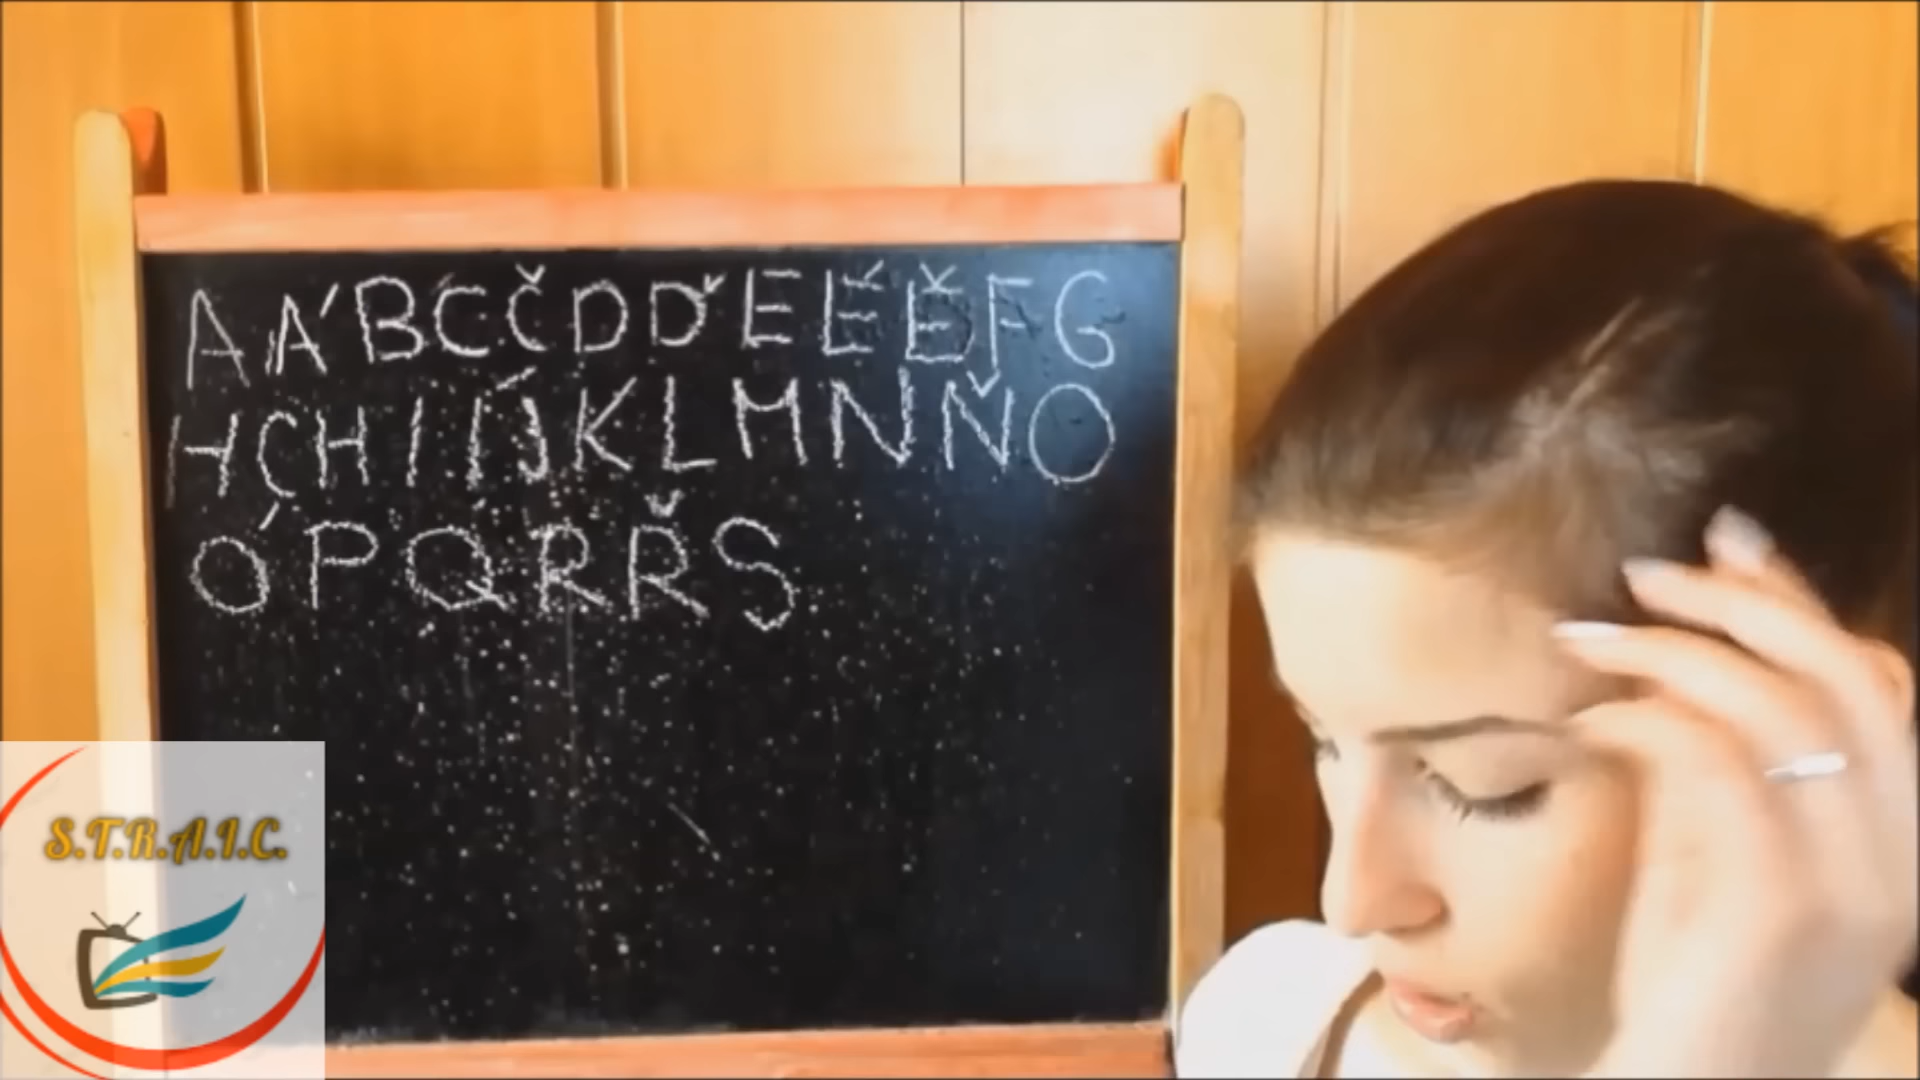 A Á B C Č D Ď E É Ě F G
H CH I Í J K L M N Ň O
Ó P Q R Ř S
S.T.R.A.I.C.